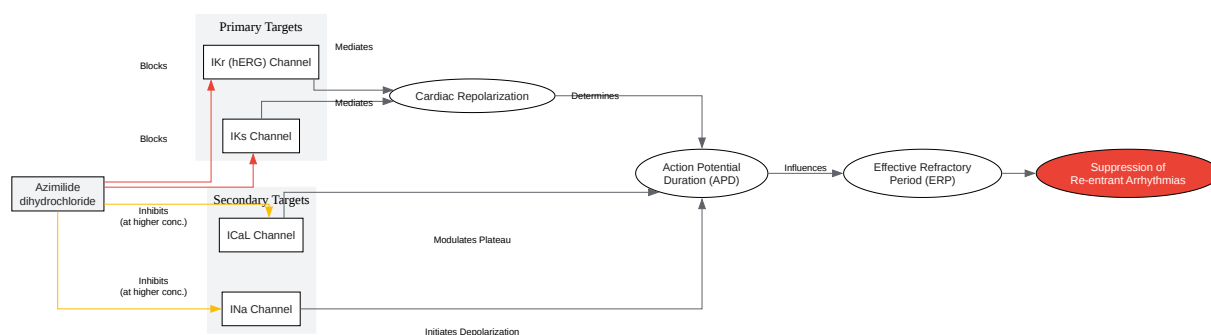 Primary Targets
IKr (hERG) Channel
Mediates
Blocks
Cardiac Repolarization
Determines
Mediates
IKs Channel
Blocks
Azimilide
dihydrochloride
Action Potential
Duration (APD)
Influences
Effective Refractory
Period (ERP)
Suppression of
Re-entrant Arrhythmias
Secondary Targets
Inhibits
(at higher conc.)
ICaL Channel
Modulates Plateau
Inhibits
(at higher conc.)
INa Channel
Initiates Depolarization